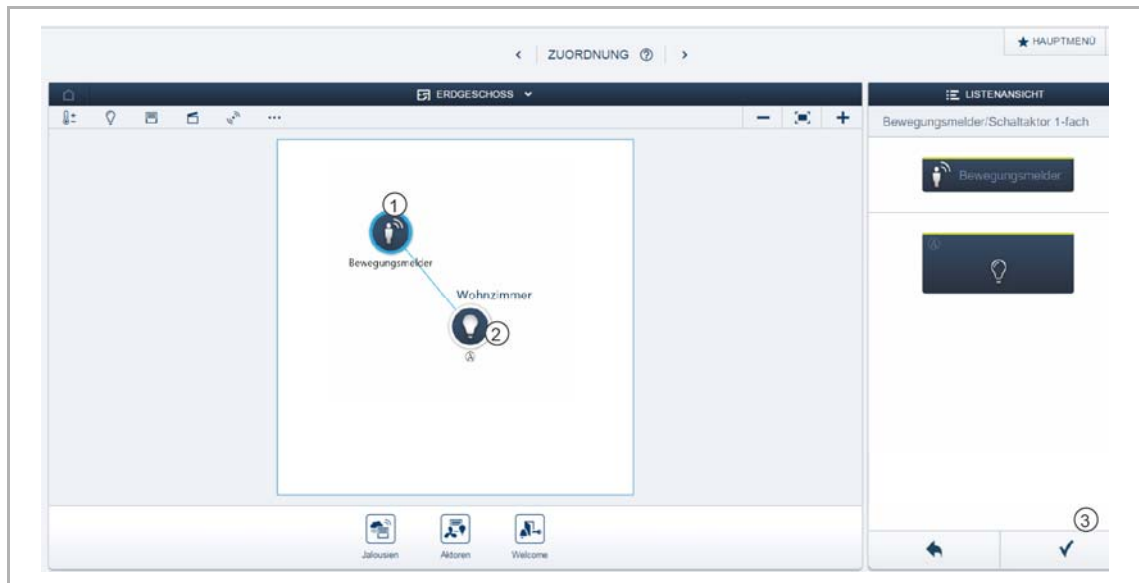 ZUORDNUNG ?
★ HAUPTMENÜ
ERDGESCHOSS
LISTENANSICHT
Bewegungsmelder/Schaltaktor 1-fach
Bewegungsmelder
A
1
Bewegungsmelder
Wohnzimmer
2
A
3
Jalousien
Aktoren
Welcome